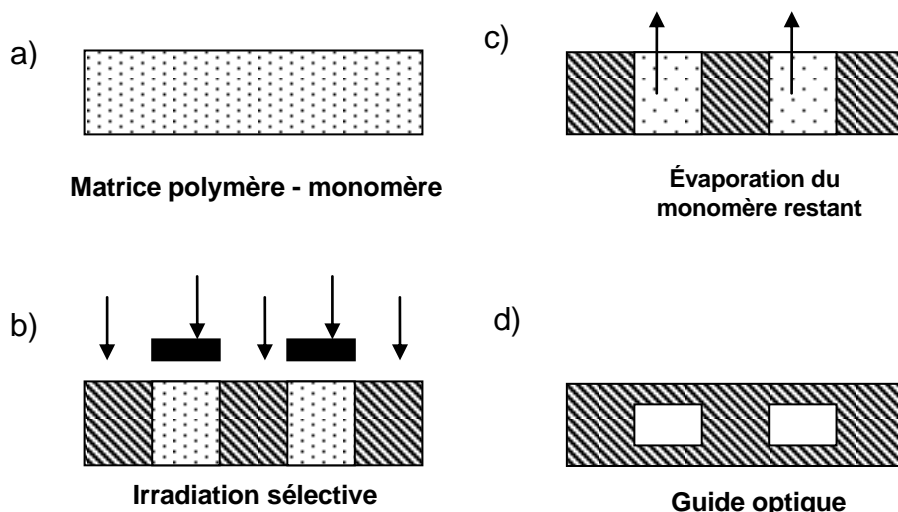 a)
Matrice polymère - monomère
b)
Irradiation sélective
c)
Évaporation du
monomère restant
d)
Guide optique